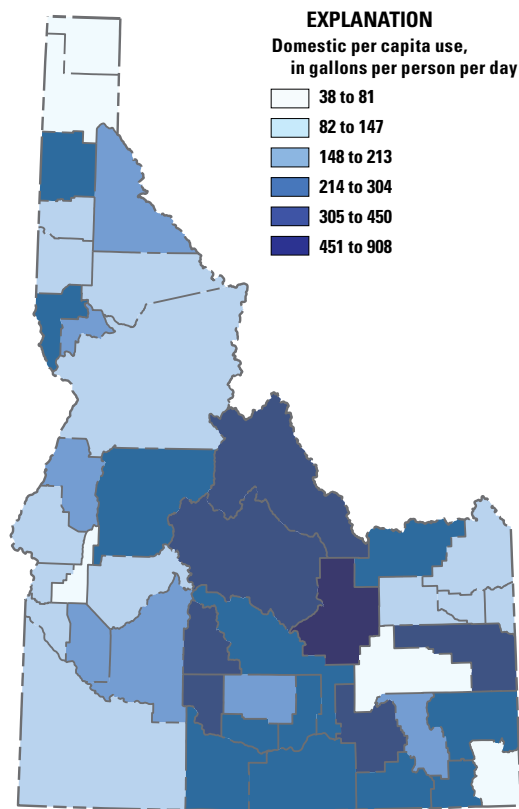 EXPLANATION
Domestic per capita use,
in gallons per person per day
38 to 81
82 to 147
148 to 213
214 to 304
305 to 450
451 to 908